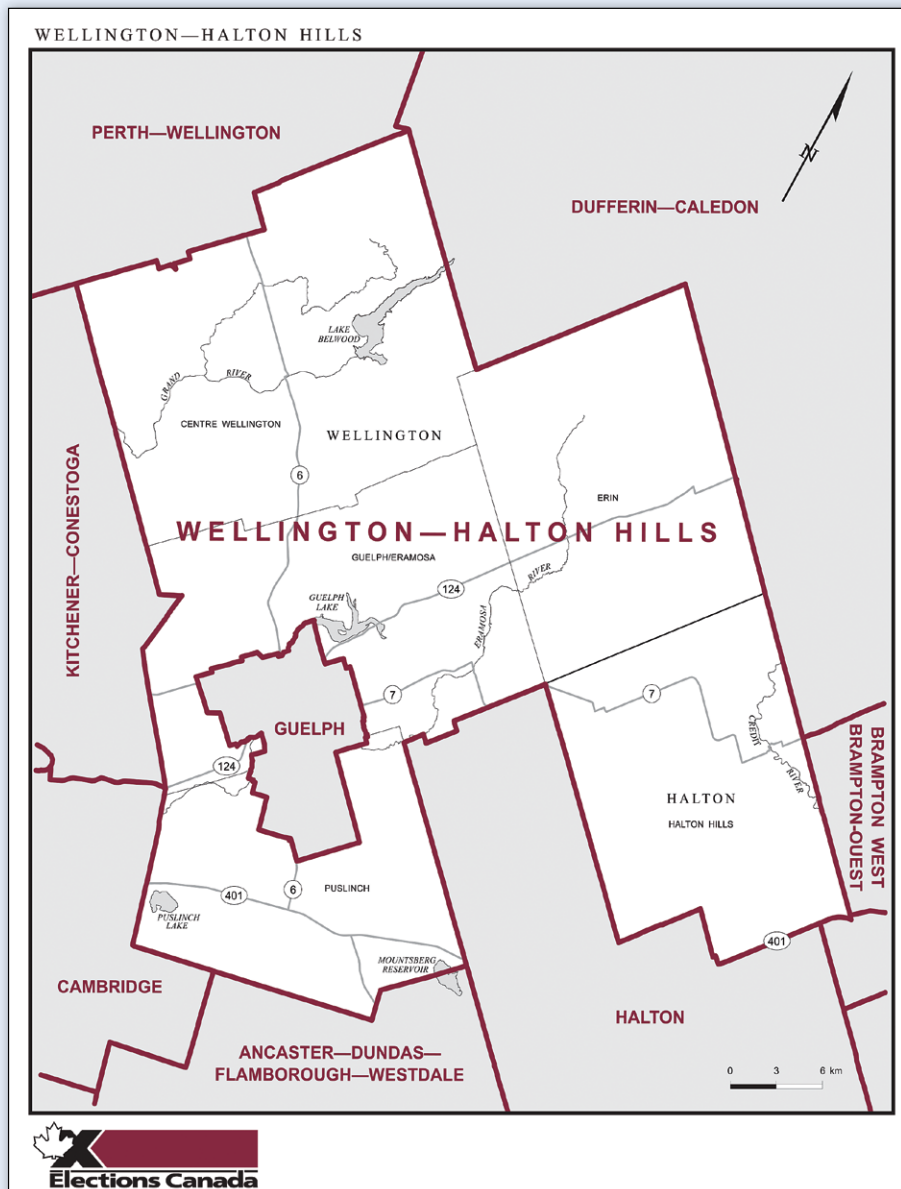 WELLINGTON—HALTON HILLS
PERTH—WELLINGTON
N
DUFFERIN—CALEDON
LAKE
BELWOOD
GRAND
RIVER
CENTRE WELLINGTON
WELLINGTON
6
KITCHENER—CONESTOGA
ERIN
WELLINGTON—HALTON HILLS
GUELPH/ERAMOSA
124
RIVER
GUELPH
LAKE
ERAMOSA
7
7
GUELPH
CREDIT
RIVER
BRAMPTON WEST
BRAMPTON-OUEST
124
HALTON
HALTON HILLS
PUSLINCH
6
401
PUSLINCH
LAKE
401
MOUNTSBERG
RESERVOIR
CAMBRIDGE
HALTON
ANCASTER—DUNDAS—
FLAMBOROUGH—WESTDALE
0 3 6 km
Elections Canada